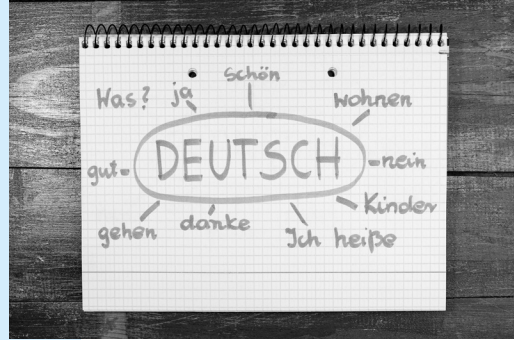 schön
Was? ja
wohnen
gut DEUTSCH nein
Kinder
gehen danke
Ich heiße